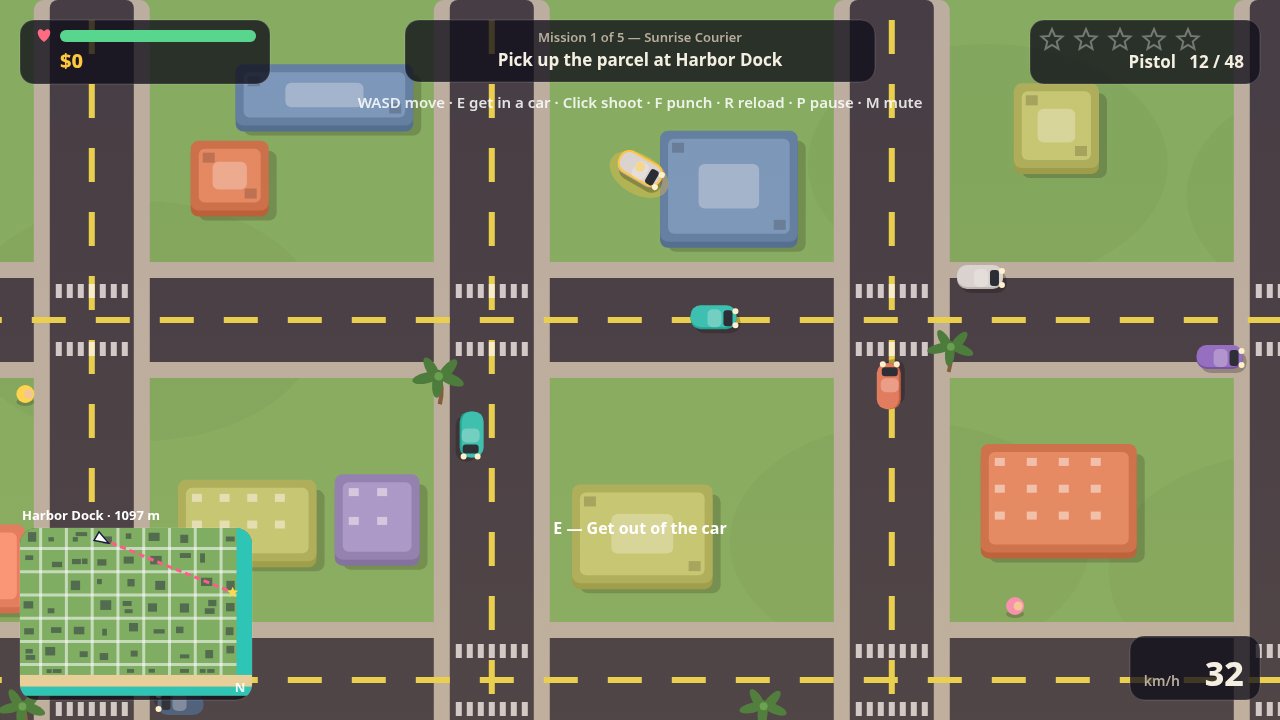 $0
Mission 1 of 5 — Sunrise Courier
Pick up the parcel at Harbor Dock
Pistol 12 / 48
WASD move · E get in a car · Click shoot · F punch · R reload · P pause · M mute
Harbor Dock · 1097 m
E — Get out of the car
N
km/h 32